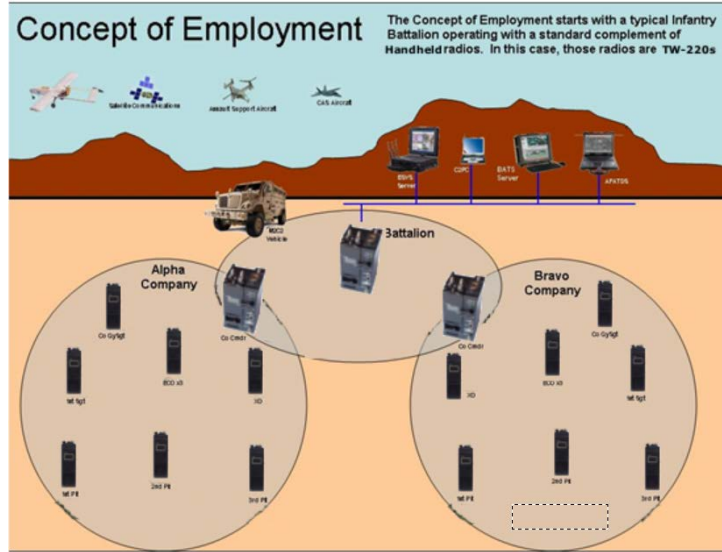 Concept of Employment
The Concept of Employment starts with a typical Infantry
Battalion operating with a standard complement of
Handheld radios. In this case, those radios are TW-220s
Satellite Communications
Assault Support Aircraft
CAS Aircraft
Server
C2PC
BATS
Server
AFATDS
M2C2
Vehicle
Battalion
Alpha
Company
Bravo
Company
Co GySgt
Co GySgt
Co Cmdr
Co Cmdr
1st Sgt
XO
XO
1st Sgt
1st Plt
2nd Plt
3rd Plt
1st Plt
2nd Plt
3rd Plt